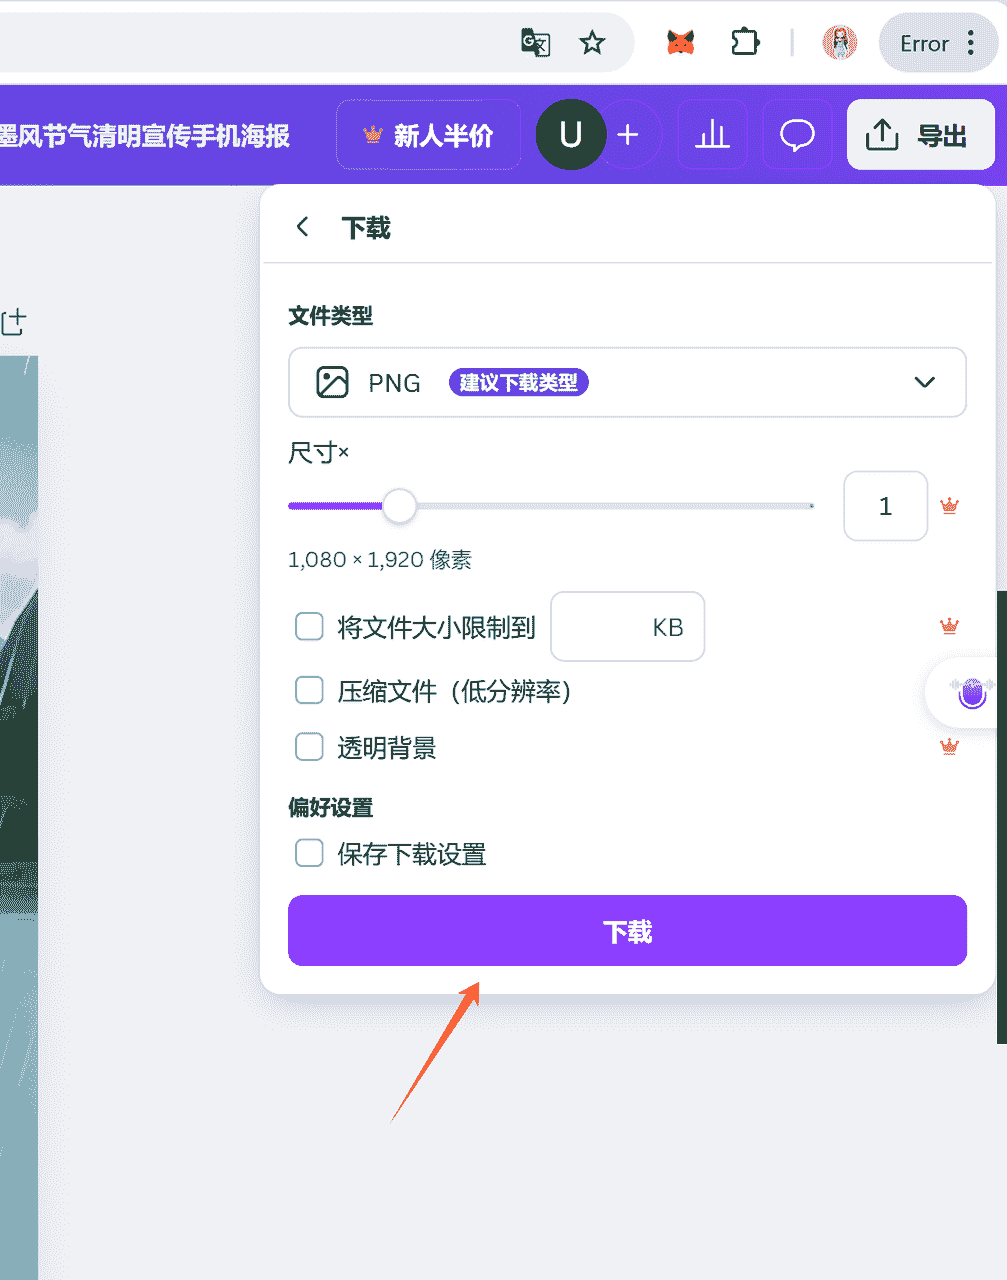 Error
墨风节气清明宣传手机海报
新人半价
U
导出
下载
文件类型
PNG 建议下载类型
尺寸×
1
1,080 × 1,920 像素
将文件大小限制到 KB
压缩文件（低分辨率）
透明背景
偏好设置
保存下载设置
下载